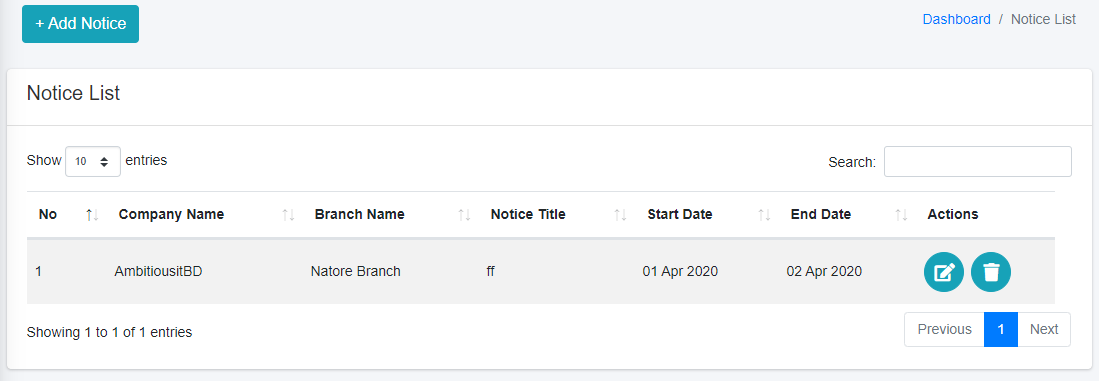 + Add Notice
Dashboard / Notice List
Notice List
Show 10 entries
Search:
No Company Name Branch Name Notice Title Start Date End Date Actions
1 AmbitiousitBD Natore Branch ff 01 Apr 2020 02 Apr 2020
Showing 1 to 1 of 1 entries
Previous 1 Next